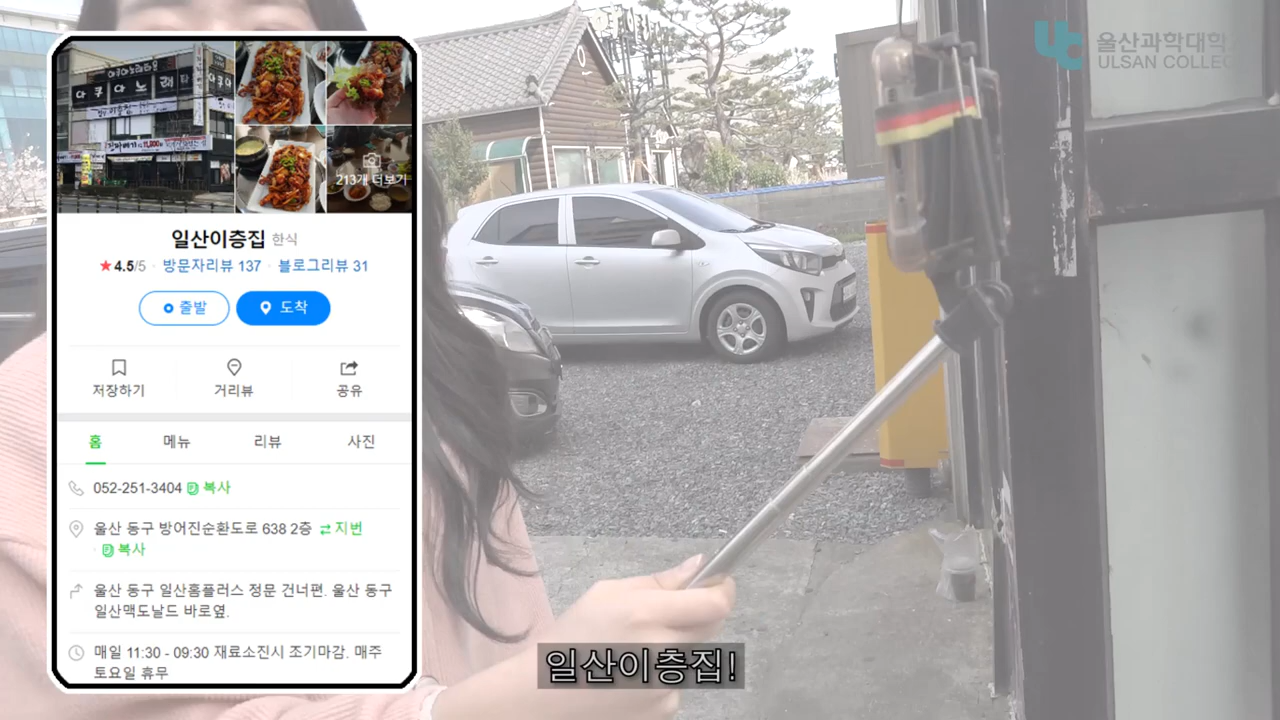 울산과학대학
ULSAN COLLEG
아쿠아노래
213개 더보기
일산이층집 한식
★ 4.5/5 · 방문자리뷰 137 · 블로그리뷰 31
출발 도착
저장하기 거리뷰 공유
홈 메뉴 리뷰 사진
052-251-3404 복사
울산 동구 방어진순환도로 638 2층 지번
· 복사
울산 동구 일산홈플러스 정문 건너편. 울산 동구
일산맥도날드 바로옆.
매일 11:30 - 09:30 재료소진시 조기마감. 매주
토요일 휴무
일산이층집!